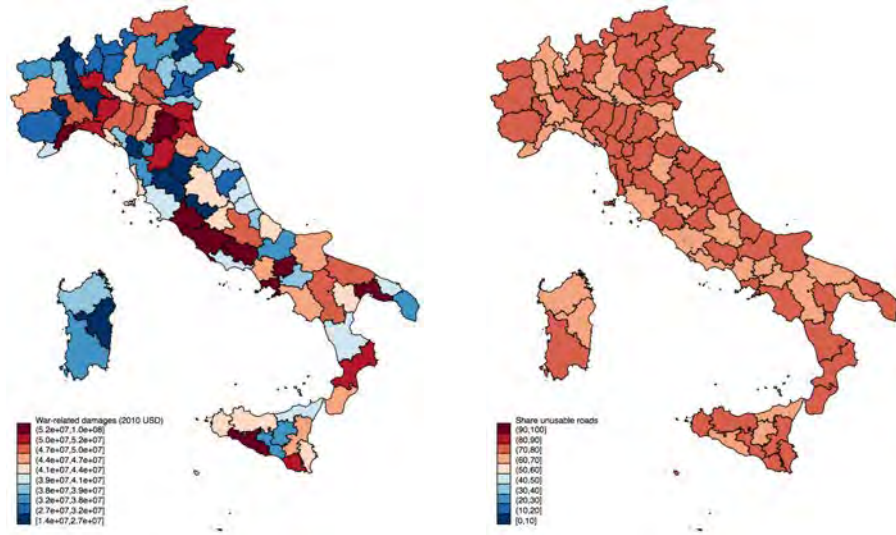 War-related damages (2010 USD)
(5.2e+07,1.0e+08]
(5.0e+07,5.2e+07]
(4.7e+07,5.0e+07]
(4.4e+07,4.7e+07]
(4.1e+07,4.4e+07]
(3.9e+07,4.1e+07]
(3.8e+07,3.9e+07]
(3.2e+07,3.8e+07]
(2.7e+07,3.2e+07]
[1.4e+07,2.7e+07]
Share unusable roads
(90,100]
(80,90]
(70,80]
(60,70]
(50,60]
(40,50]
(30,40]
(20,30]
(10,20]
[0,10]